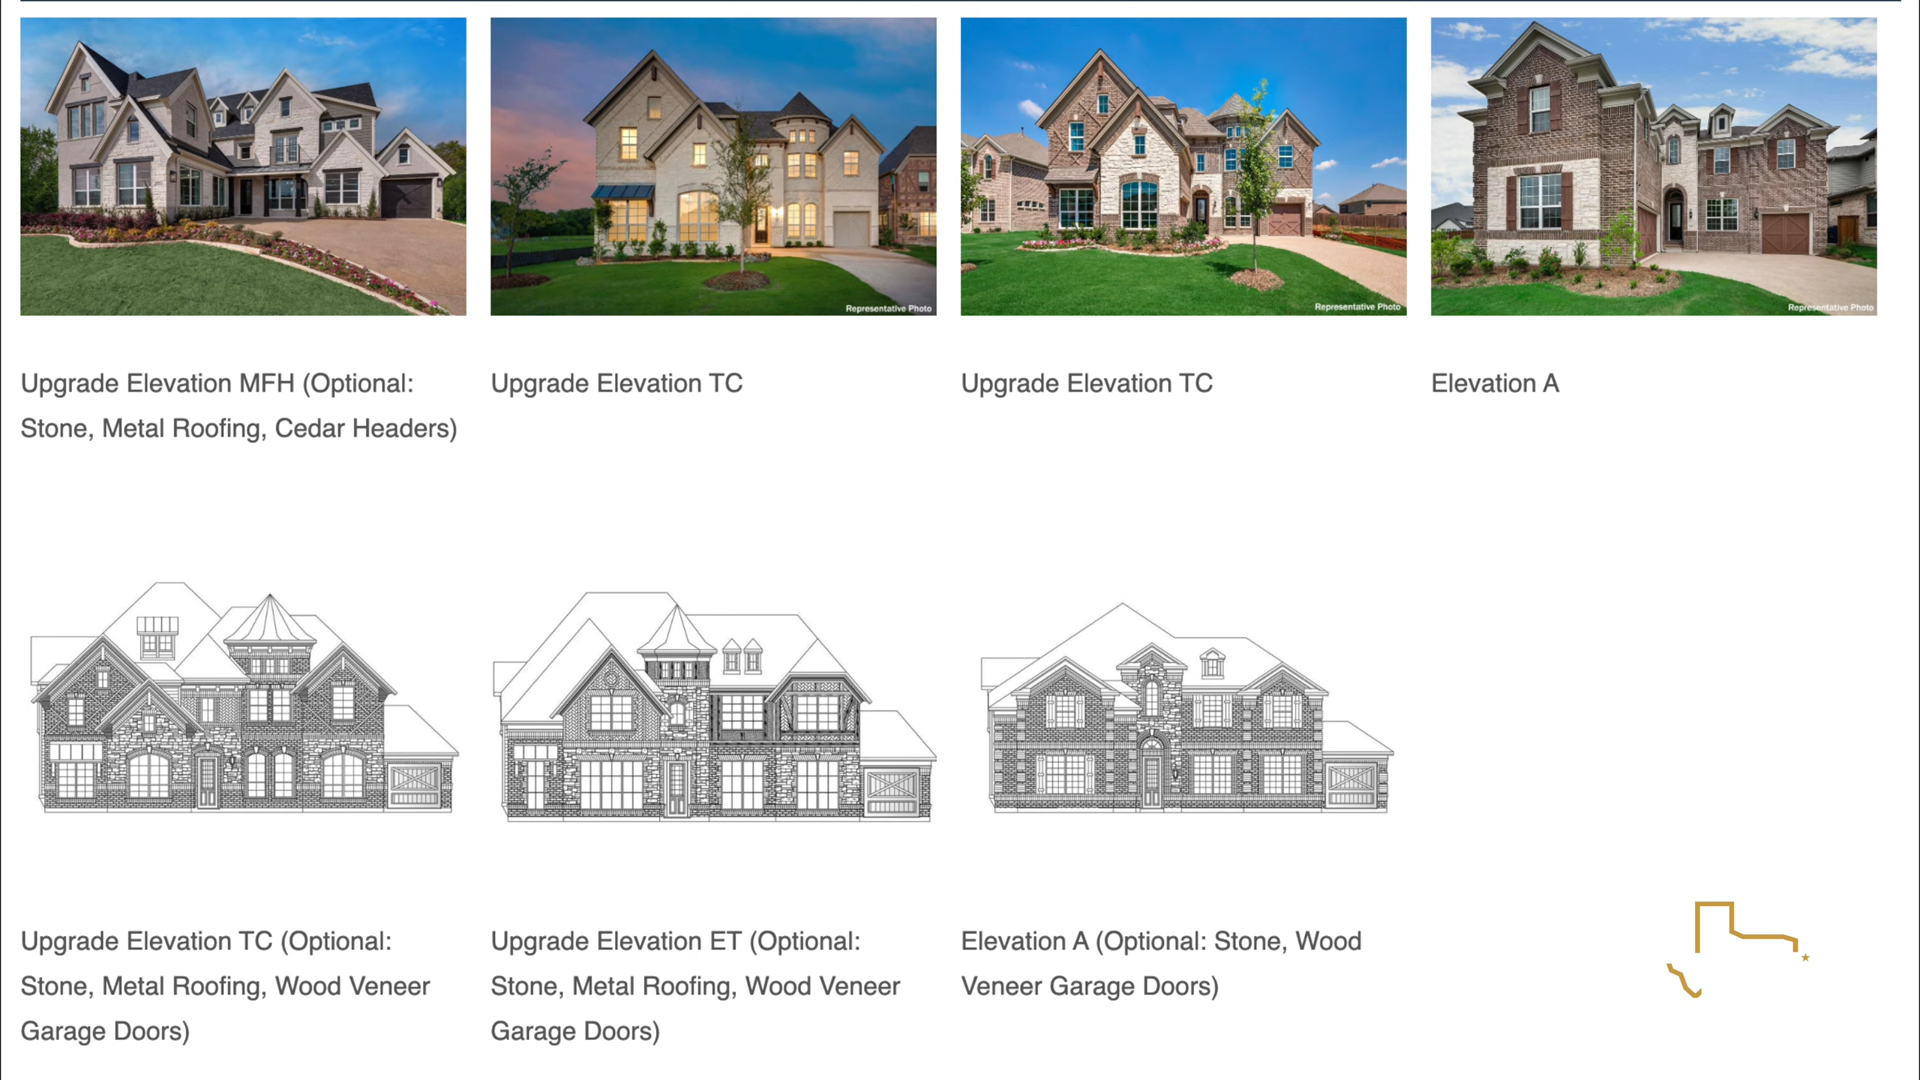 Representative Photo
Representative Photo
Representative Photo
Upgrade Elevation MFH (Optional:
Stone, Metal Roofing, Cedar Headers)
Upgrade Elevation TC
Upgrade Elevation TC
Elevation A
Upgrade Elevation TC (Optional:
Stone, Metal Roofing, Wood Veneer
Garage Doors)
Upgrade Elevation ET (Optional:
Stone, Metal Roofing, Wood Veneer
Garage Doors)
Elevation A (Optional: Stone, Wood
Veneer Garage Doors)